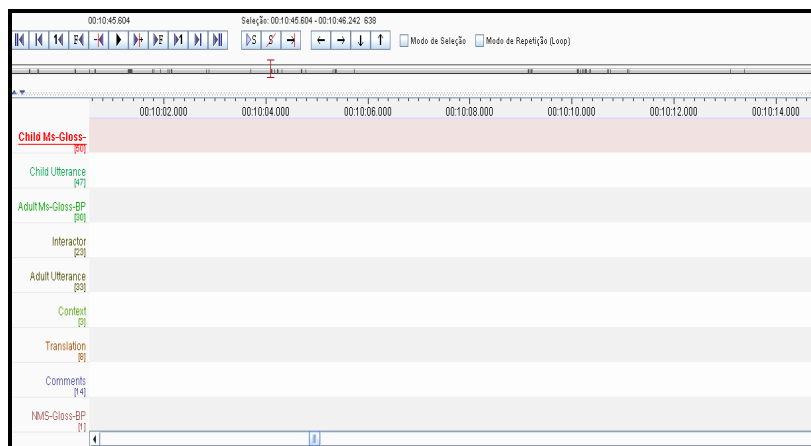 00:10:45.604 Seleção: 00:10:45.604 - 00:10:46.242 638
1 F F 1 S S Modo de Seleção Modo de Repetição (Loop)
00:10:02.000 00:10:04.000 00:10:06.000 00:10:08.000 00:10:10.000 00:10:12.000 00:10:14.000
Child Ms-Gloss-
[50]
Child Utterance
[47]
Adult Ms-Gloss-BP
[30]
Interactor
[23]
Adult Utterance
[33]
Context
[3]
Translation
[8]
Comments
[14]
NMS-Gloss-BP
[1]